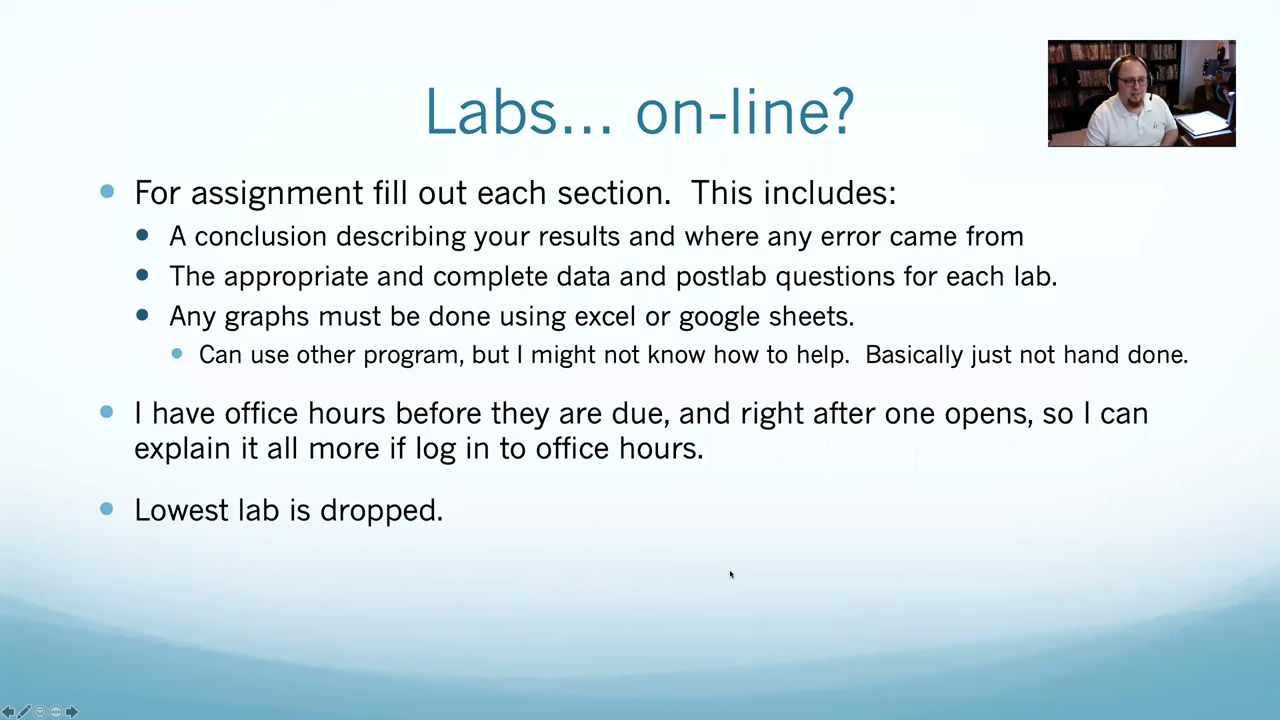 Labs... on-line?
For assignment fill out each section.  This includes:
A conclusion describing your results and where any error came from
The appropriate and complete data and postlab questions for each lab.
Any graphs must be done using excel or google sheets.
Can use other program, but I might not know how to help.  Basically just not hand done.
I have office hours before they are due, and right after one opens, so I can
explain it all more if log in to office hours.
Lowest lab is dropped.